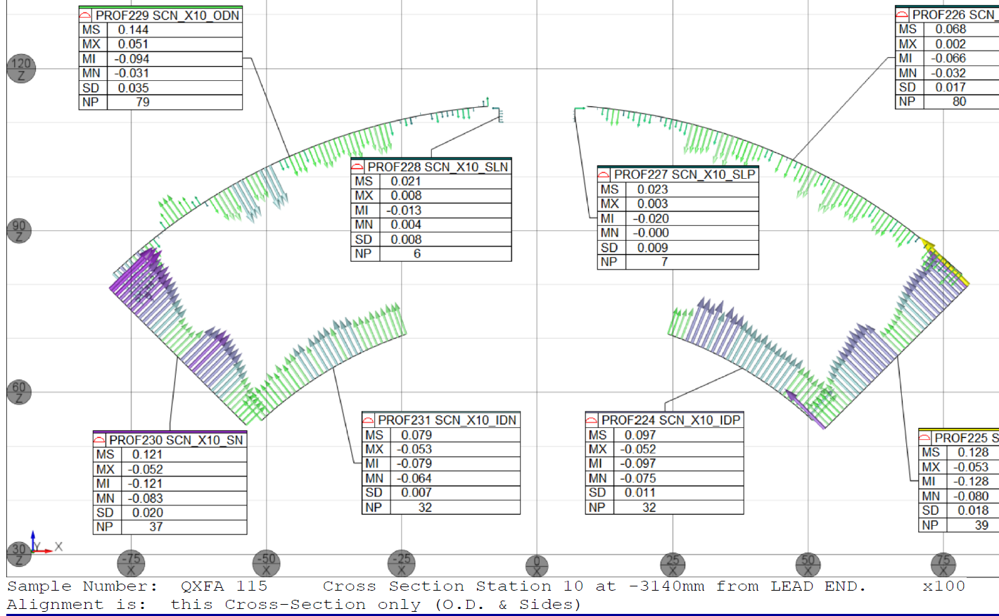 PROF229 SCN_X10_ODN
MS 0.144
MX 0.051
MI -0.094
MN -0.031
SD 0.035
NP 79
PROF226 SCN_
MS 0.068
MX 0.002
MI -0.066
MN -0.032
SD 0.017
NP 80
120
Z
PROF228 SCN_X10_SLN
MS 0.021
MX 0.008
MI -0.013
MN 0.004
SD 0.008
NP 6
PROF227 SCN_X10_SLP
MS 0.023
MX 0.003
MI -0.020
MN -0.000
SD 0.009
NP 7
90
Z
60
Z
PROF230 SCN_X10_SN
MS 0.121
MX -0.052
MI -0.121
MN -0.083
SD 0.020
NP 37
PROF231 SCN_X10_IDN
MS 0.079
MX -0.053
MI -0.079
MN -0.064
SD 0.007
NP 32
PROF224 SCN_X10_IDP
MS 0.097
MX -0.052
MI -0.097
MN -0.075
SD 0.011
NP 32
PROF225 S
MS 0.128
MX -0.053
MI -0.128
MN -0.080
SD 0.018
NP 39
30
Z
Y X
-75
X
-50
X
-25
X
0
X
25
X
50
X
75
X
Sample Number: QXFA 115 Cross Section Station 10 at -3140mm from LEAD END. x100
Alignment is: this Cross-Section only (O.D. & Sides)